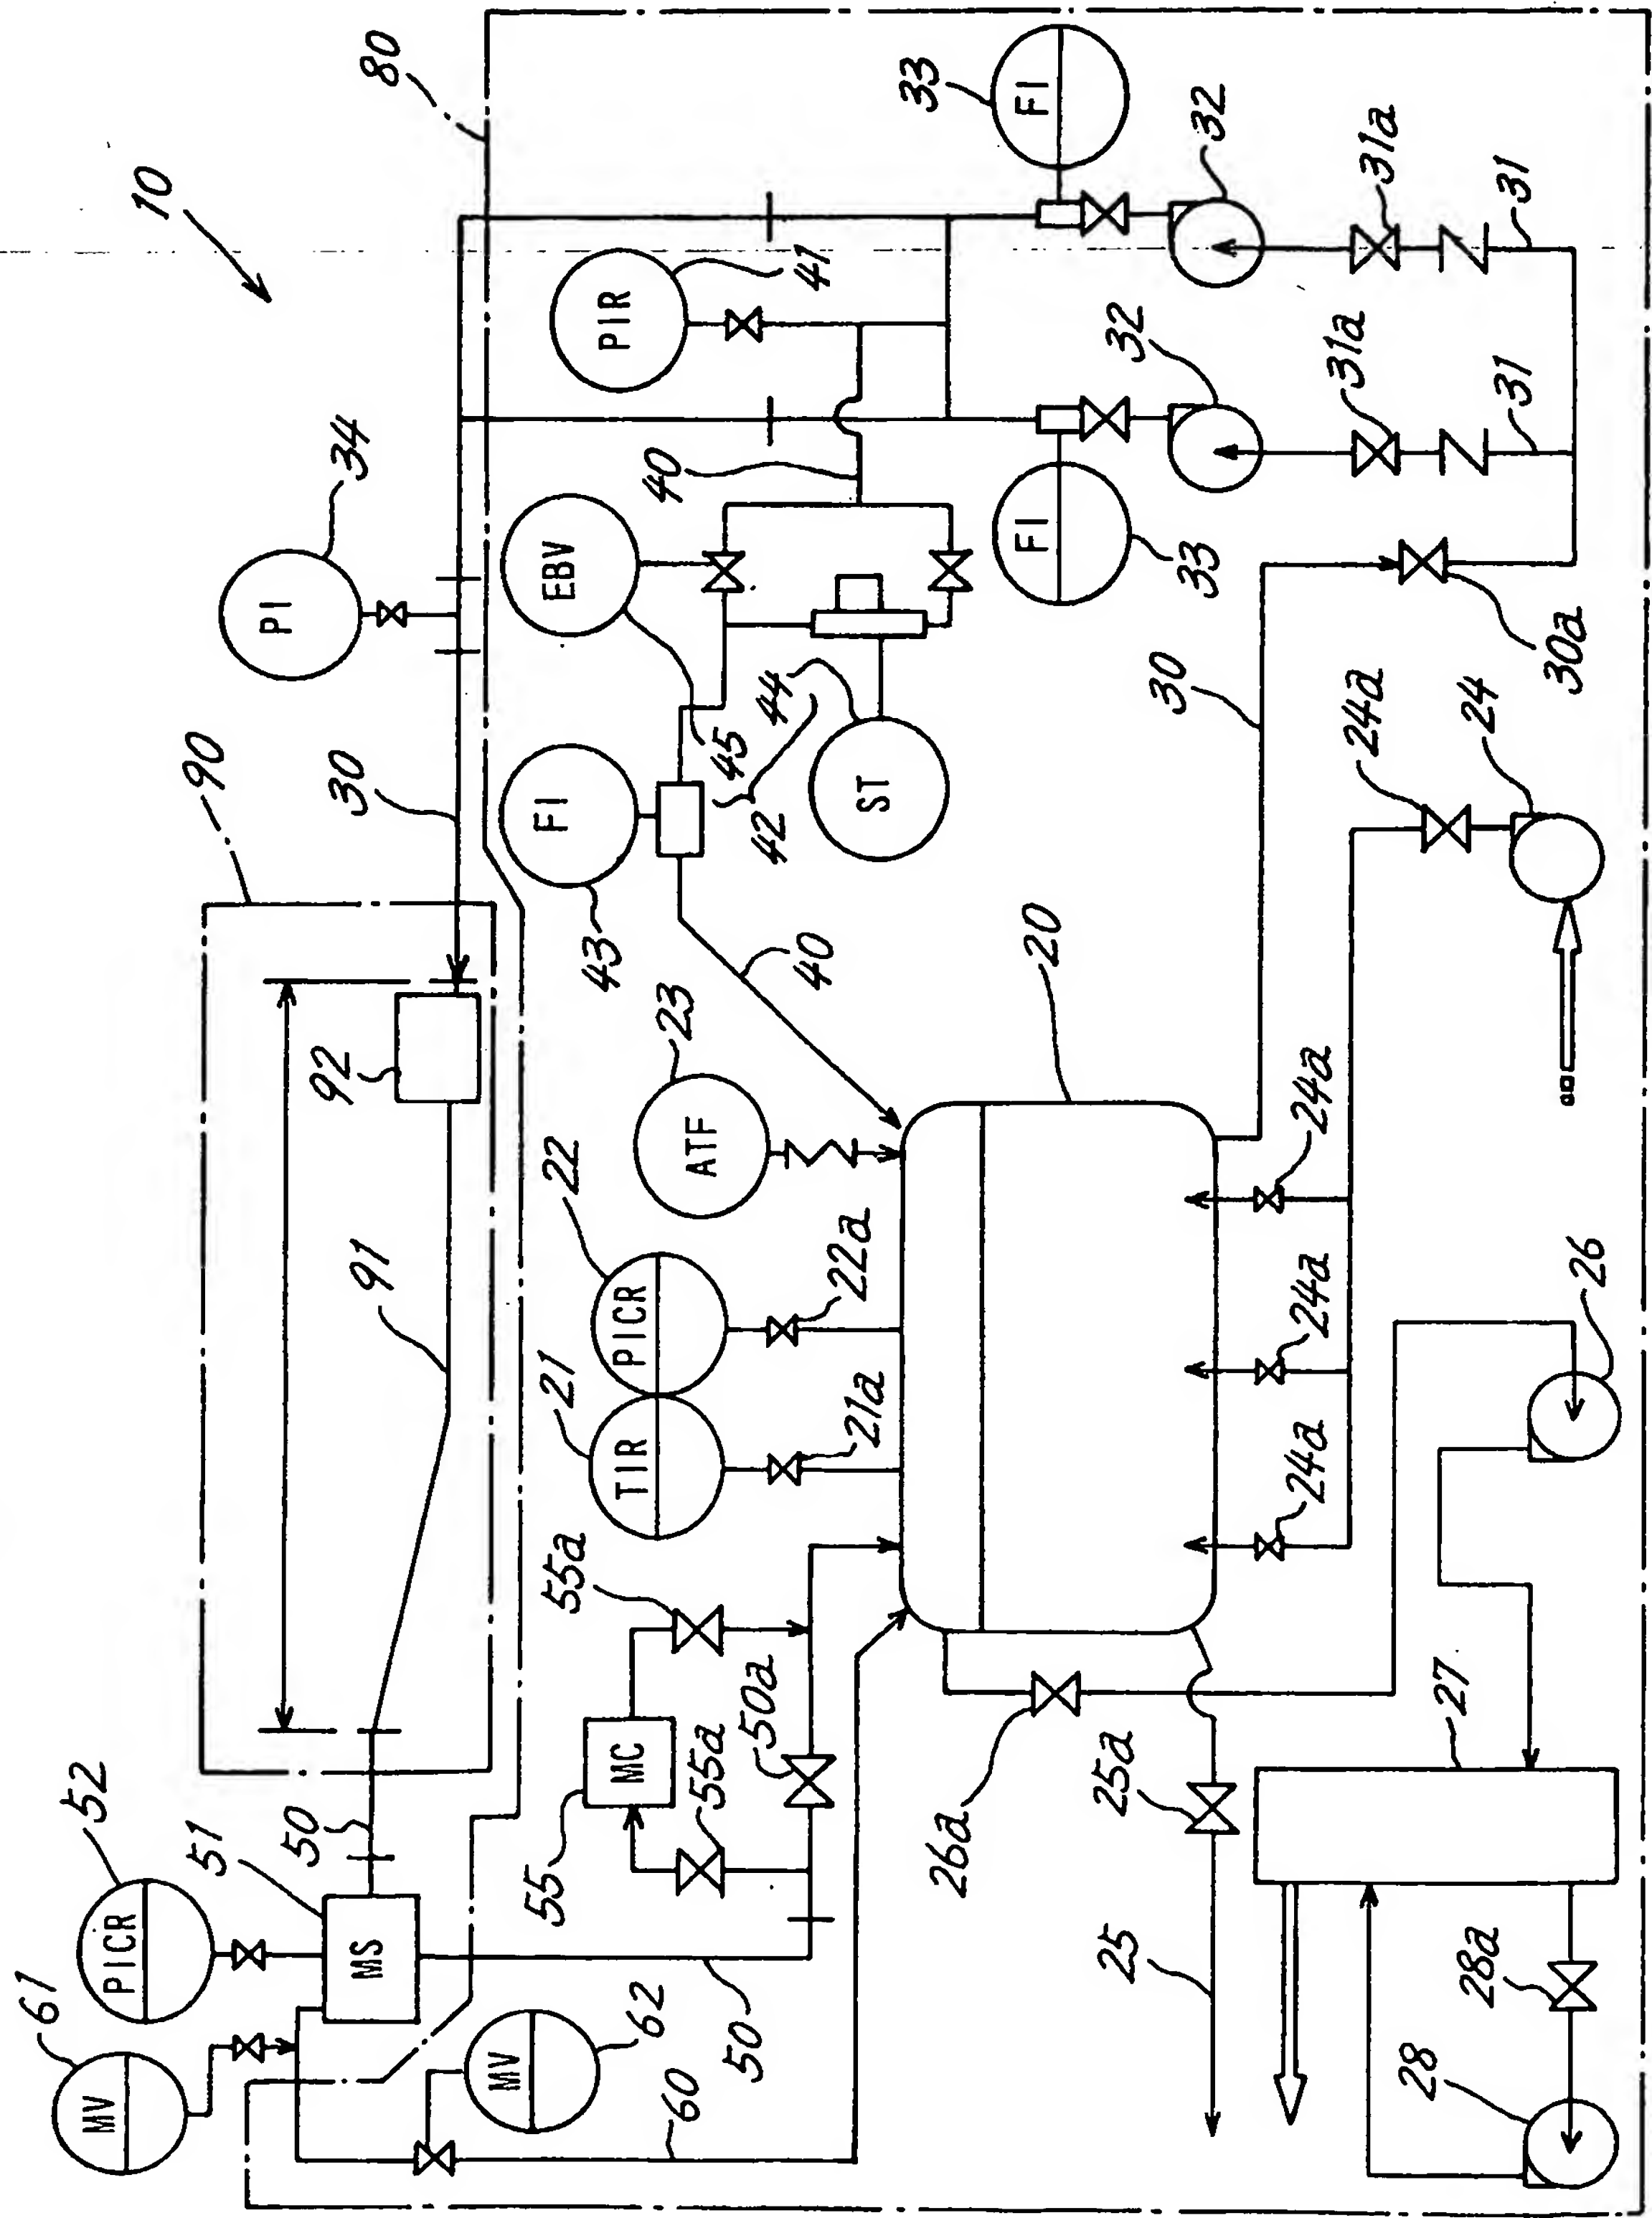 10
80
33
FI
32
31a
31
PIR
41
34
PI
40
EBV
32
31a
31
FI
33
30a
30
90
30
45
44
42
ST
FI
43
24a
24
40
92
23
ATF
20
22
PICR
22a
24a
91
21
TIR
21a
24a
26
24a
55a
MC
55
55a
50a
27
25a
26a
52
PICR
51
MS
50
50
25
28a
28
61
MV
62
MV
60